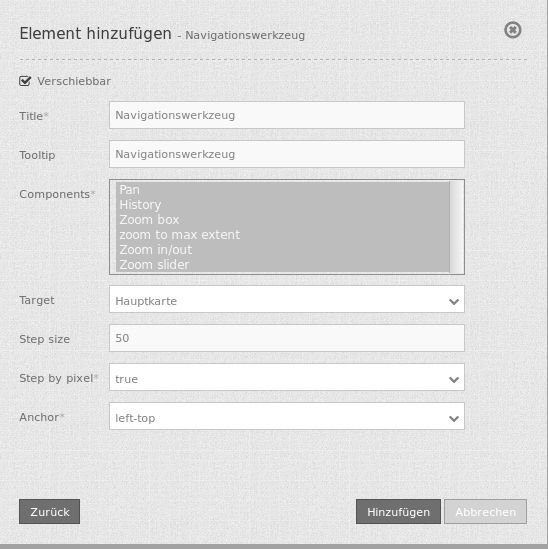 Element hinzufügen - Navigationswerkzeug
Verschiebbar
Title* Navigationswerkzeug
Tooltip Navigationswerkzeug
Components* Pan
History
Zoom box
zoom to max extent
Zoom in/out
Zoom slider
Target Hauptkarte
Step size 50
Step by pixel* true
Anchor* left-top
Zurück Hinzufügen Abbrechen